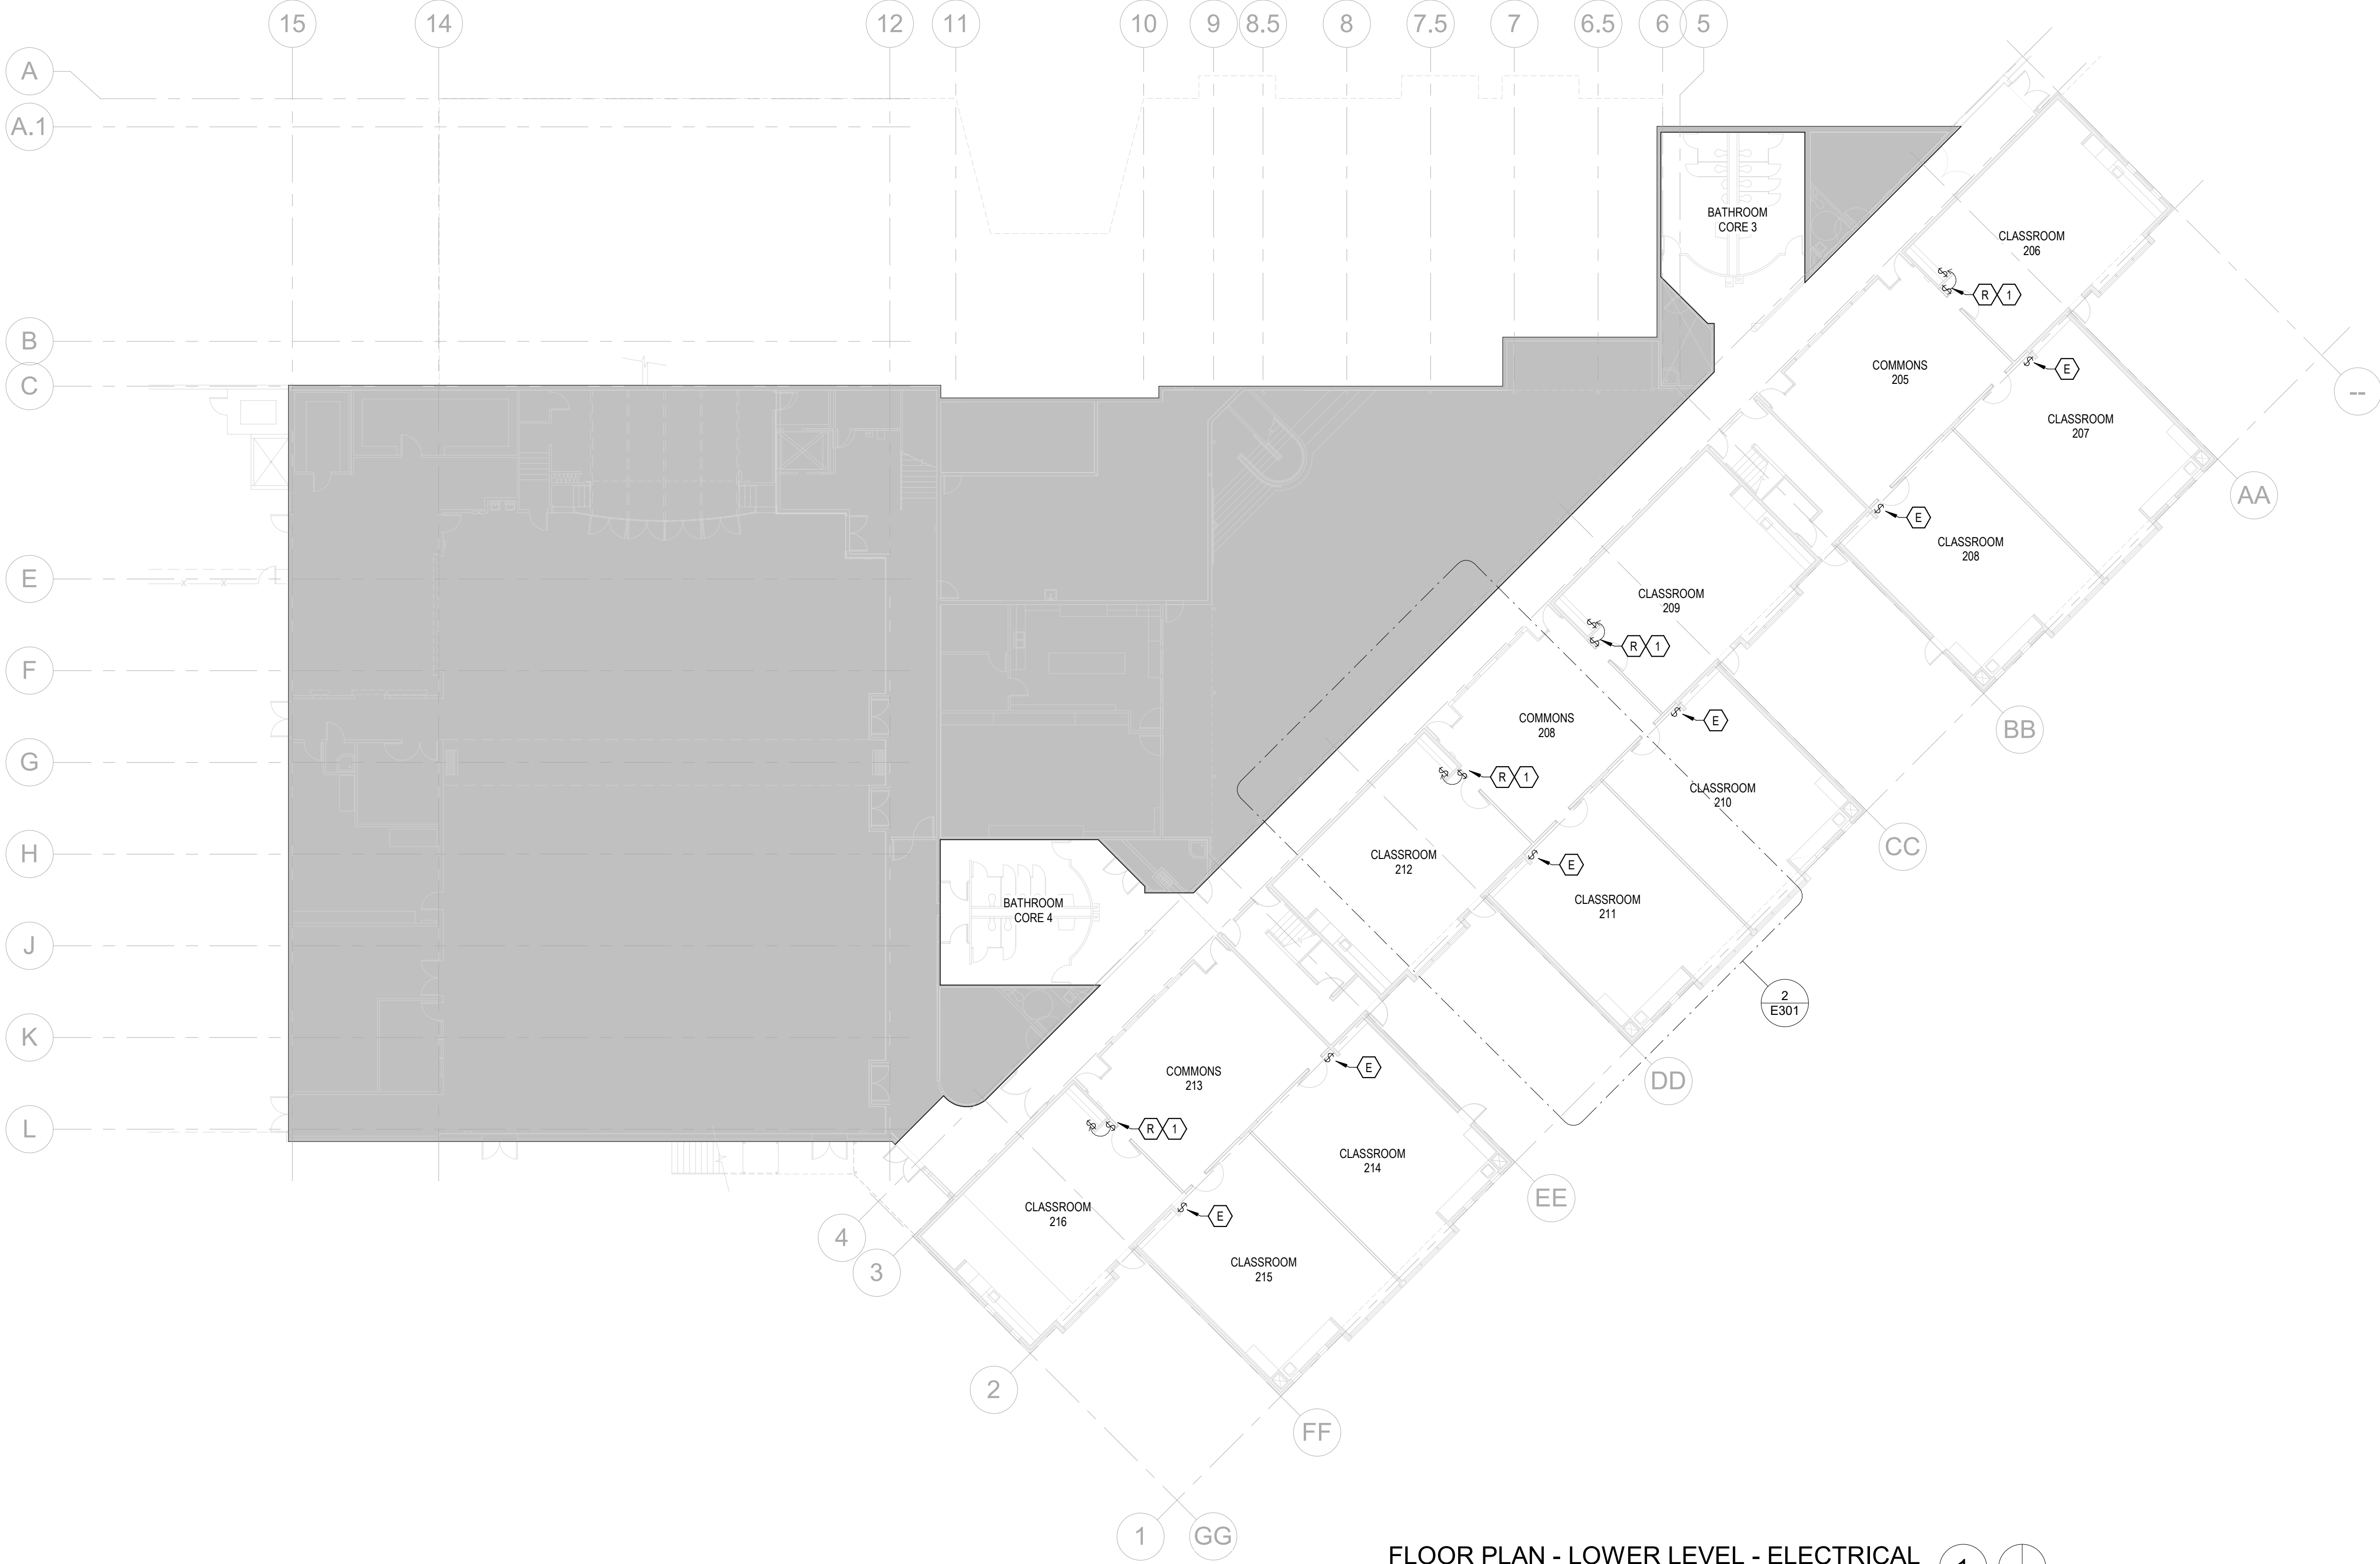 15
14
12
11
10
9
8.5
8
7.5
7
6.5
6
5
A
A.1
B
C
E
F
G
H
J
K
L
BATHROOM
CORE 3
CLASSROOM
206
R
1
COMMONS
205
E
--
CLASSROOM
207
AA
E
CLASSROOM
208
CLASSROOM
209
R
1
E
BB
COMMONS
208
R
1
CLASSROOM
210
CC
CLASSROOM
212
E
CLASSROOM
211
BATHROOM
CORE 4
2
E301
COMMONS
213
E
DD
R
1
CLASSROOM
214
EE
CLASSROOM
216
E
CLASSROOM
215
4
3
2
FF
1
GG
FLOOR PLAN - LOWER LEVEL - ELECTRICAL
1